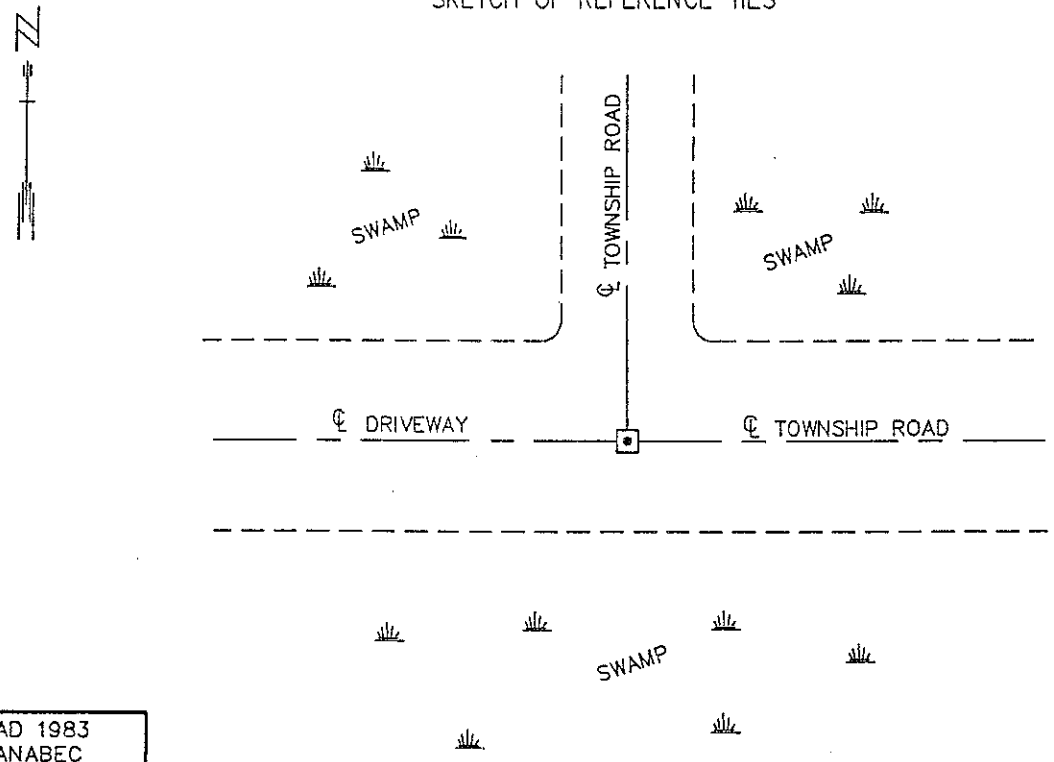 SKETCH OF REFERENCE TIES
N
℄ TOWNSHIP ROAD
SWAMP
SWAMP
℄ DRIVEWAY
℄ TOWNSHIP ROAD
SWAMP
AD 1983
ANABEC